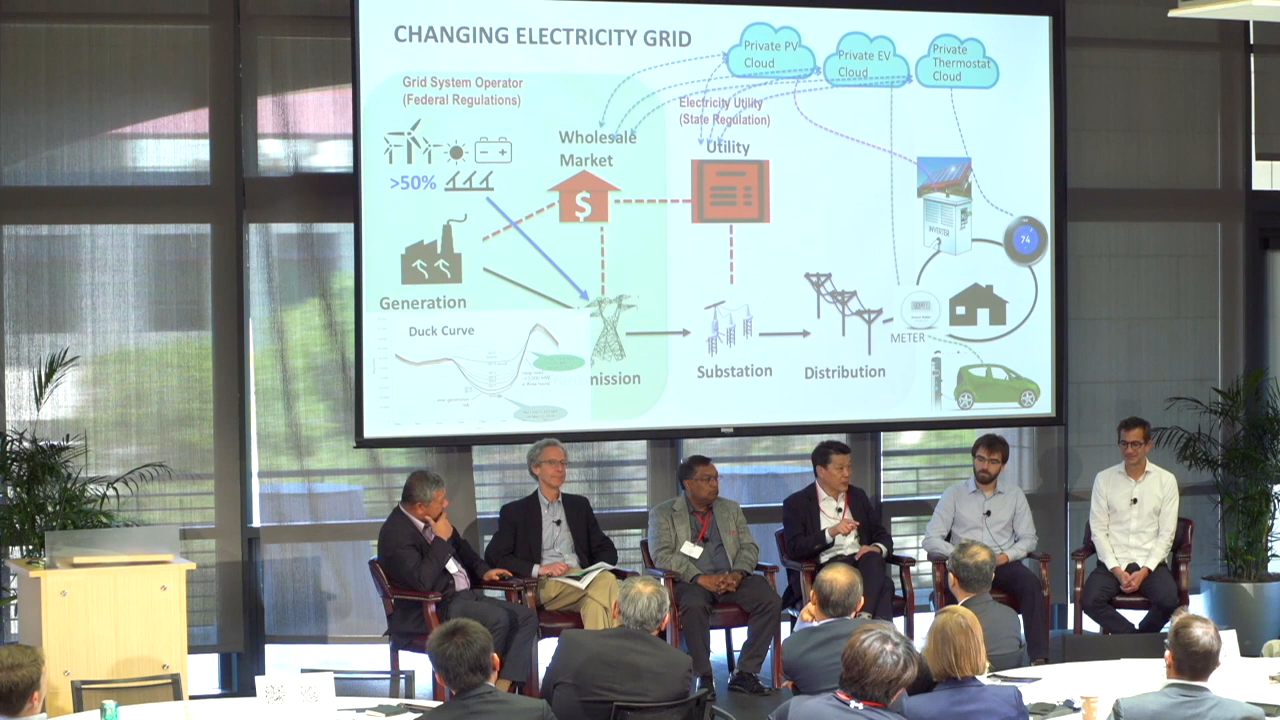 CHANGING ELECTRICITY GRID
Private PV
Cloud
Private EV
Cloud
Private
Thermostat
Cloud
Grid System Operator
(Federal Regulations)
Electricity Utility
(State Regulation)
Wholesale
Market
Utility
>50%
$
INVERTER
74
Generation
Duck Curve
mission
Substation
Distribution
METER